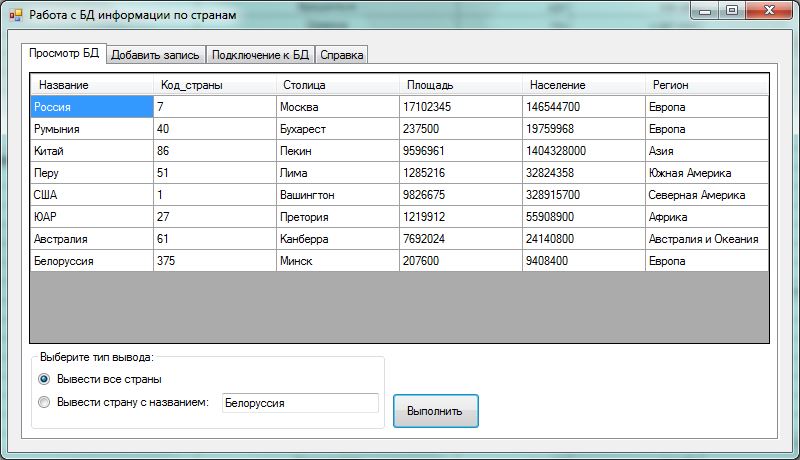 Работа с БД информации по странам
Просмотр БД Добавить запись Подключение к БД Справка
Название Код_страны Столица Площадь Население Регион
Россия 7 Москва 17102345 146544700 Европа
Румыния 40 Бухарест 237500 19759968 Европа
Китай 86 Пекин 9596961 1404328000 Азия
Перу 51 Лима 1285216 32824358 Южная Америка
США 1 Вашингтон 9826675 328915700 Северная Америка
ЮАР 27 Претория 1219912 55908900 Африка
Австралия 61 Канберра 7692024 24140800 Австралия и Океания
Белоруссия 375 Минск 207600 9408400 Европа
Выберите тип вывода:
Вывести все страны
Вывести страну с названием: Белоруссия
Выполнить